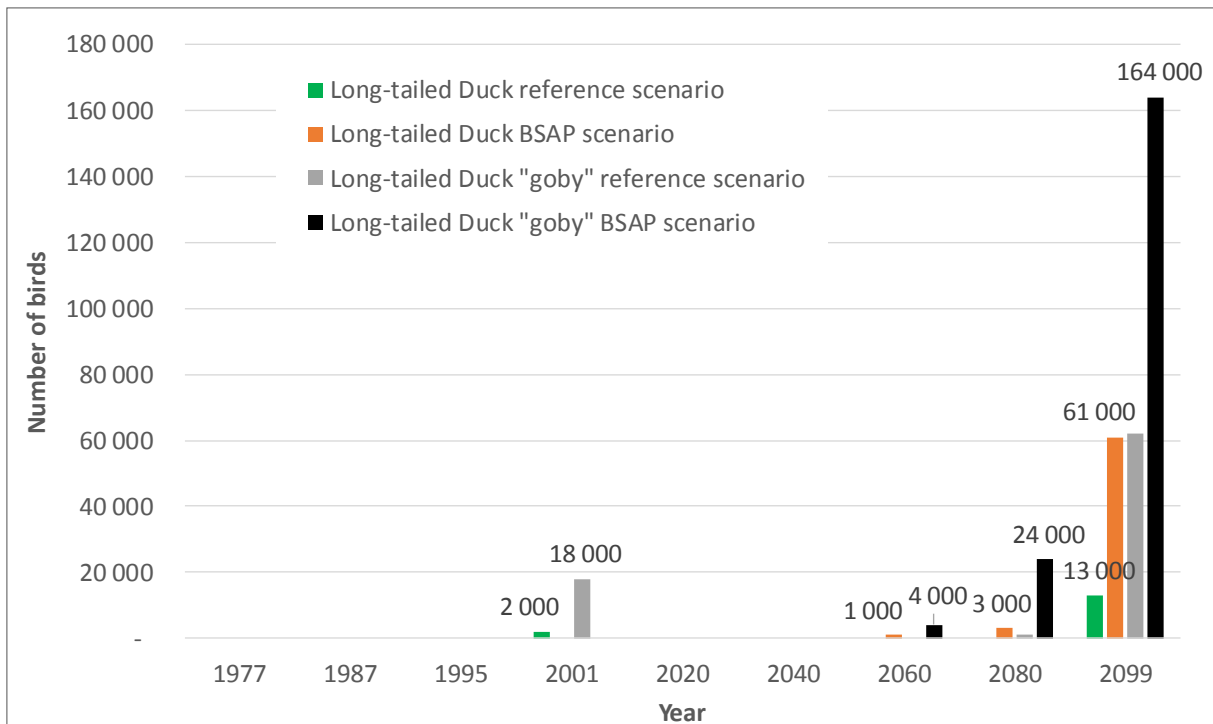 180 000
160 000
140 000
120 000
100 000
80 000
60 000
40 000
20 000
-
Number of birds
Long-tailed Duck reference scenario
Long-tailed Duck BSAP scenario
Long-tailed Duck "goby" reference scenario
Long-tailed Duck "goby" BSAP scenario
2 000
18 000
1 000
4 000
3 000
24 000
13 000
61 000
164 000
1977 1987 1995 2001 2020 2040 2060 2080 2099
Year